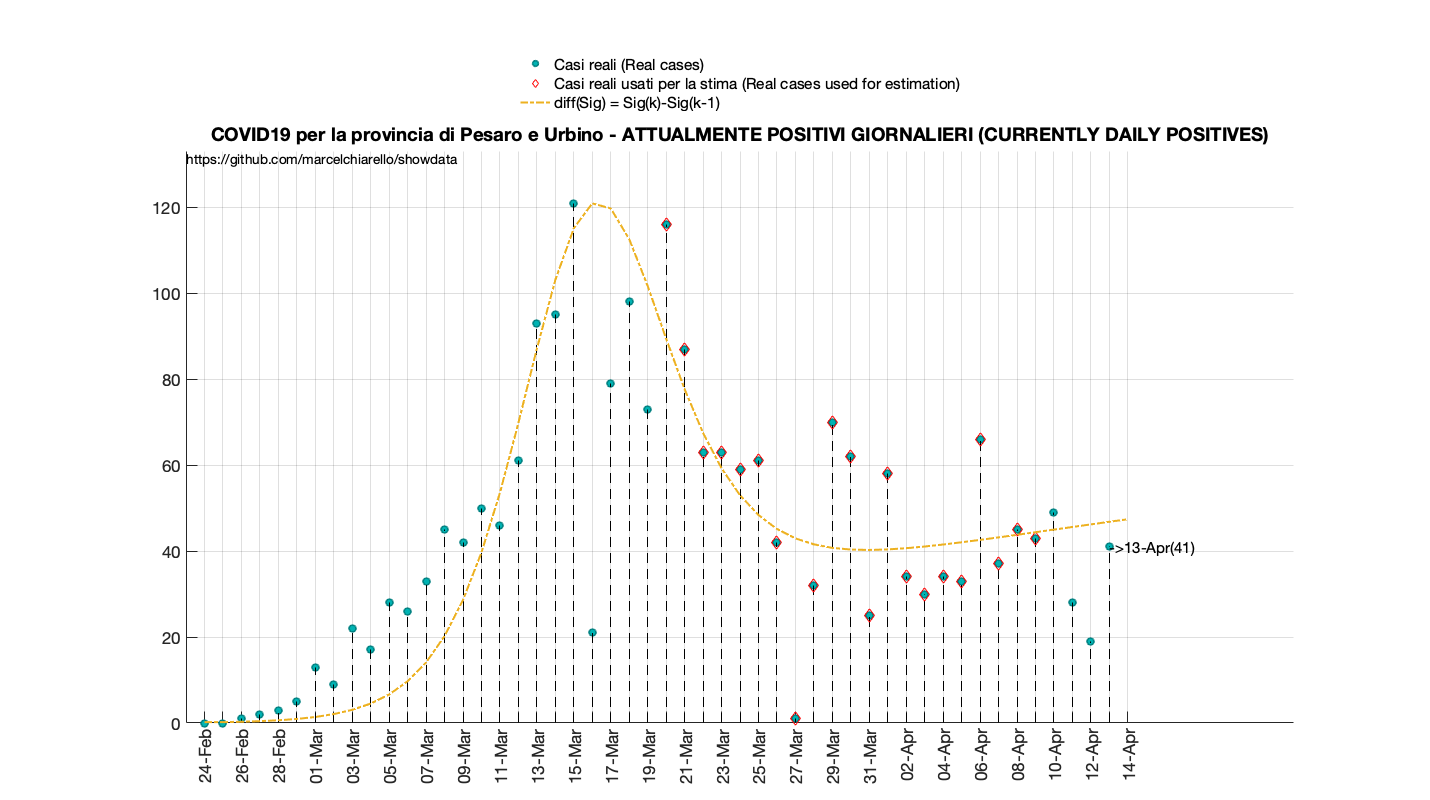 Casi reali (Real cases)
Casi reali usati per la stima (Real cases used for estimation)
diff(Sig) = Sig(k)-Sig(k-1)
COVID19 per la provincia di Pesaro e Urbino - ATTUALMENTE POSITIVI GIORNALIERI (CURRENTLY DAILY POSITIVES)
https://github.com/marcelchiarello/showdata
120
100
80
60
40
20
0
->13-Apr(41)
24-Feb
26-Feb
28-Feb
01-Mar
03-Mar
05-Mar
07-Mar
09-Mar
11-Mar
13-Mar
15-Mar
17-Mar
19-Mar
21-Mar
23-Mar
25-Mar
27-Mar
29-Mar
31-Mar
02-Apr
04-Apr
06-Apr
08-Apr
10-Apr
12-Apr
14-Apr